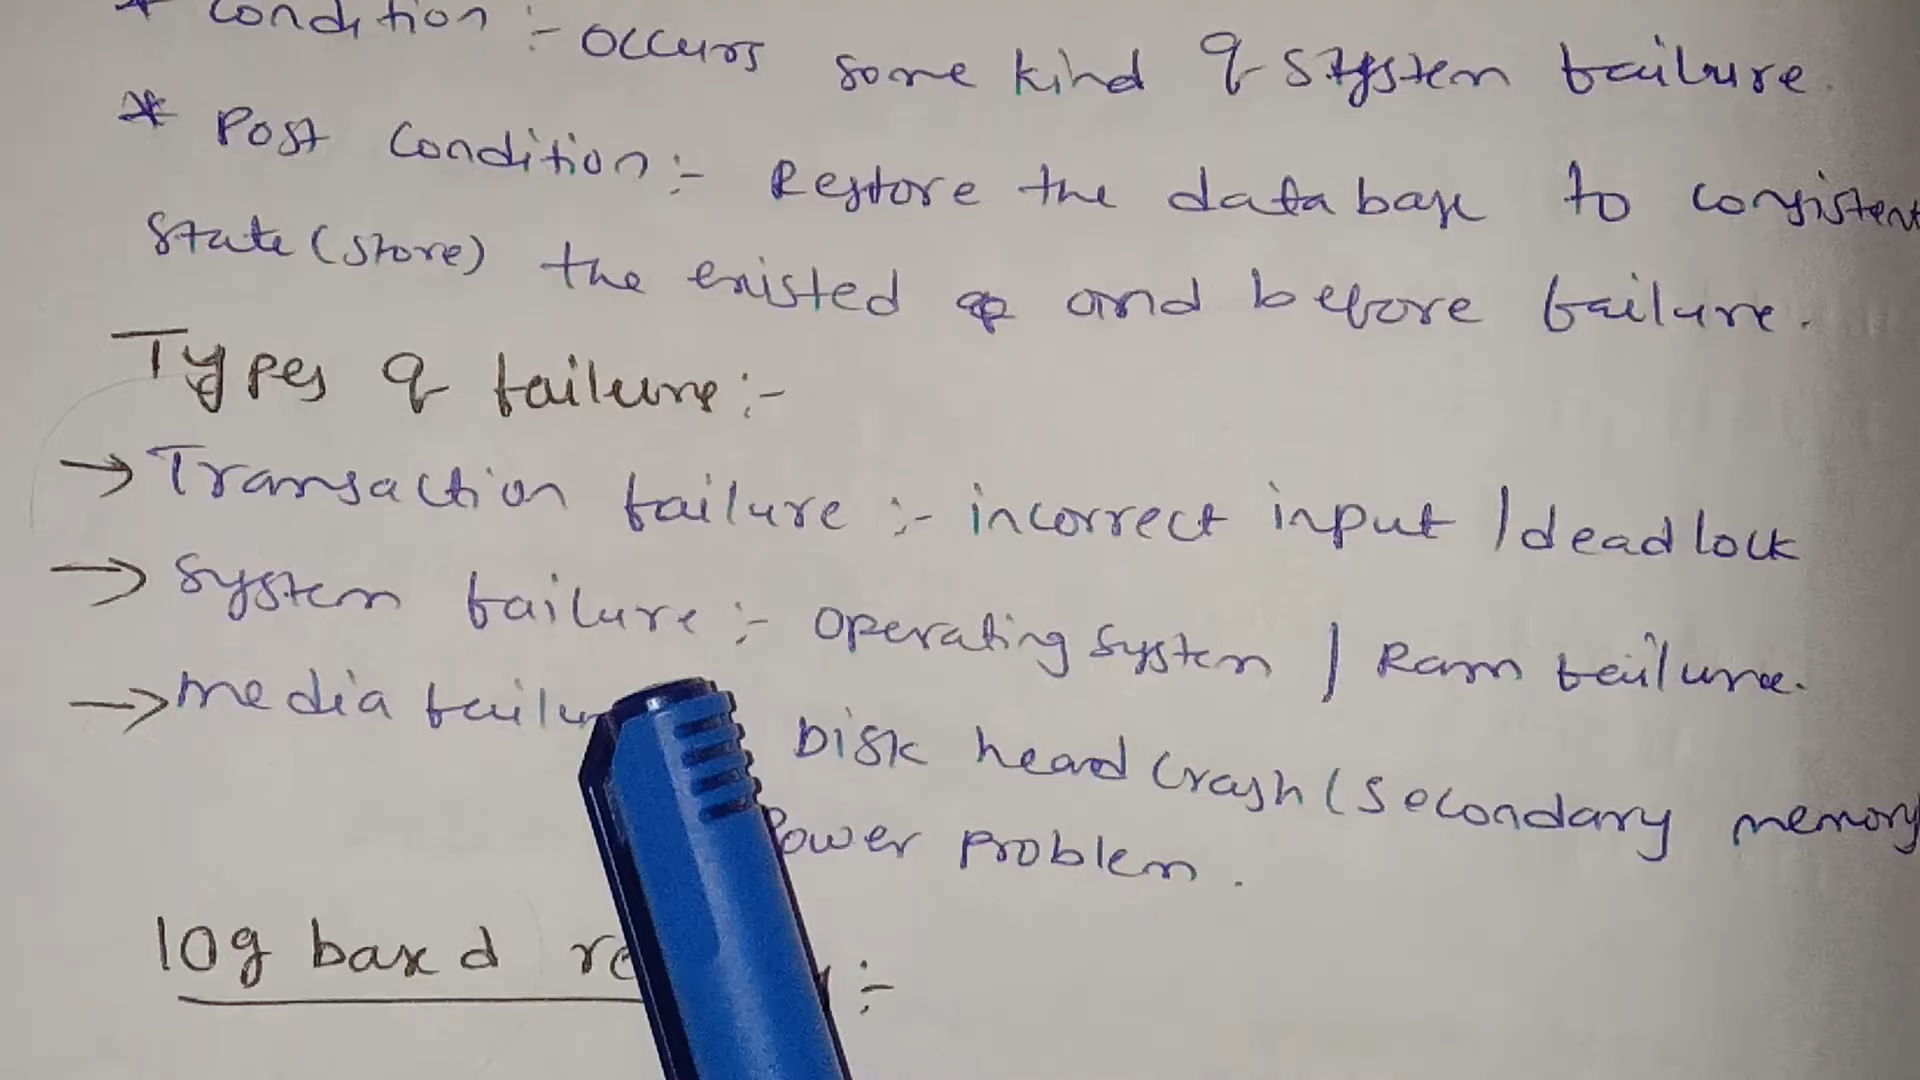 * Condition :- occurs some kind of system failure.
* Post Condition :- Restore the database to consistent
state (store) the existed and before failure.
Types of failure :-
→ Transaction failure :- incorrect input / deadlock
→ System failure :- operating system / Ram failure.
→ media Disk head crash (secondary memory
Power problem.
log based :-